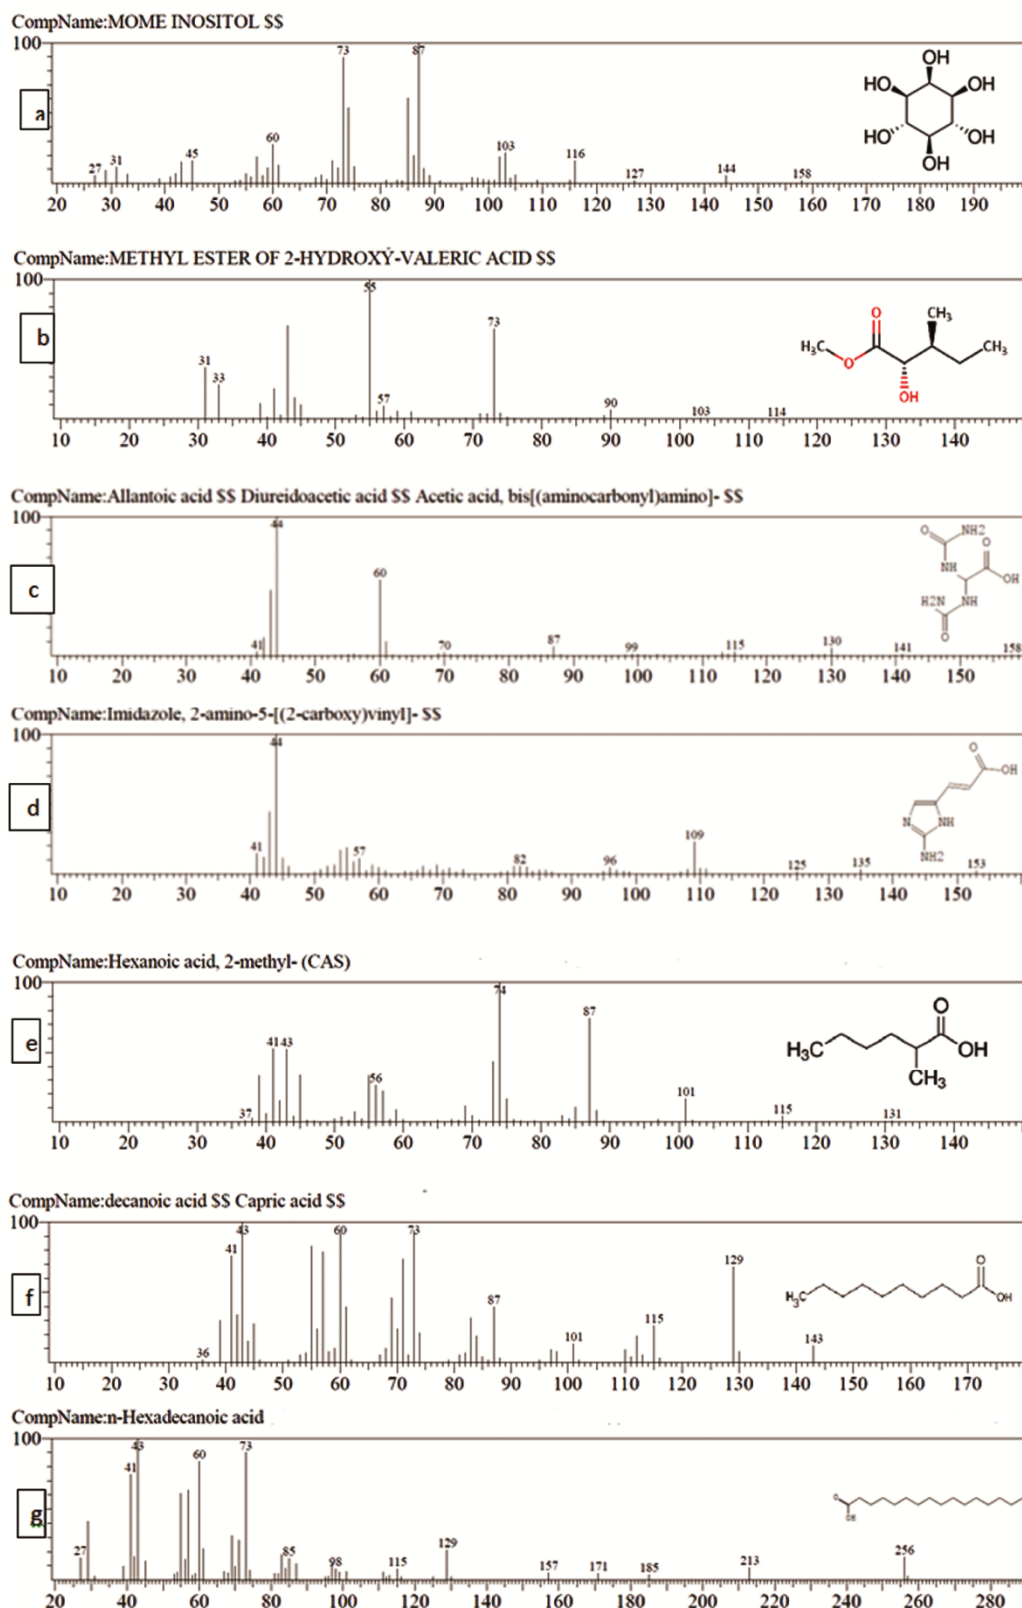 CompName:MOME INOSITOL $$
100
73
87
a
27
31
45
60
103
116
127
144
158
OH
HO
OH
HO
OH
OH
20 30 40 50 60 70 80 90 100 110 120 130 140 150 160 170 180 190
CompName:METHYL ESTER OF 2-HYDROXY-VALERIC ACID $$
100
55
b
31
33
57
73
90
103
114
O
CH3
H3C
O
CH3
OH
10 20 30 40 50 60 70 80 90 100 110 120 130 140
CompName:Allantoic acid $$ Diureidoacetic acid $$ Acetic acid, bis[(aminocarbonyl)amino]- $$
100
44
c
41
60
70
87
99
115
130
141
158
O
NH2
O
NH
OH
H2N
NH
O
10 20 30 40 50 60 70 80 90 100 110 120 130 140 150
CompName:Imidazole, 2-amino-5-[(2-carboxy)vinyl]- $$
100
44
d
41
57
82
96
109
125
135
153
O
OH
N
NH
NH2
10 20 30 40 50 60 70 80 90 100 110 120 130 140 150
CompName:Hexanoic acid, 2-methyl- (CAS)
100
74
e
37
41 43
56
87
101
115
131
O
H3C
OH
CH3
10 20 30 40 50 60 70 80 90 100 110 120 130 140
CompName:decanoic acid $$ Capric acid $$
100
43
f
36
41
60
73
87
101
115
129
143
O
H3C
OH
10 20 30 40 50 60 70 80 90 100 110 120 130 140 150 160 170
CompName:n-Hexadecanoic acid
100
43
g
27
41
60
73
85
98
115
129
157
171
185
213
256
O
OH
20 40 60 80 100 120 140 160 180 200 220 240 260 280